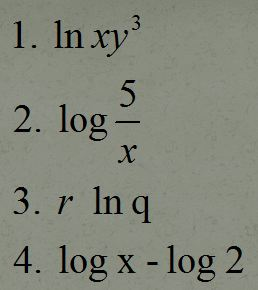 1. ln xy³
2. log 5/x
3. r ln q
4. log x - log 2